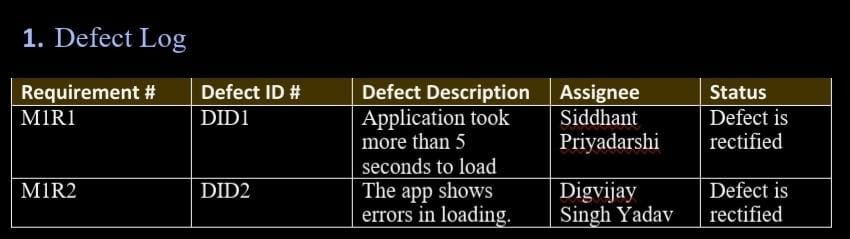 1. Defect Log
Requirement # Defect ID # Defect Description Assignee Status
M1R1 DID1 Application took more than 5 seconds to load Siddhant Priyadarshi Defect is rectified
M1R2 DID2 The app shows errors in loading. Digvijay Singh Yadav Defect is rectified